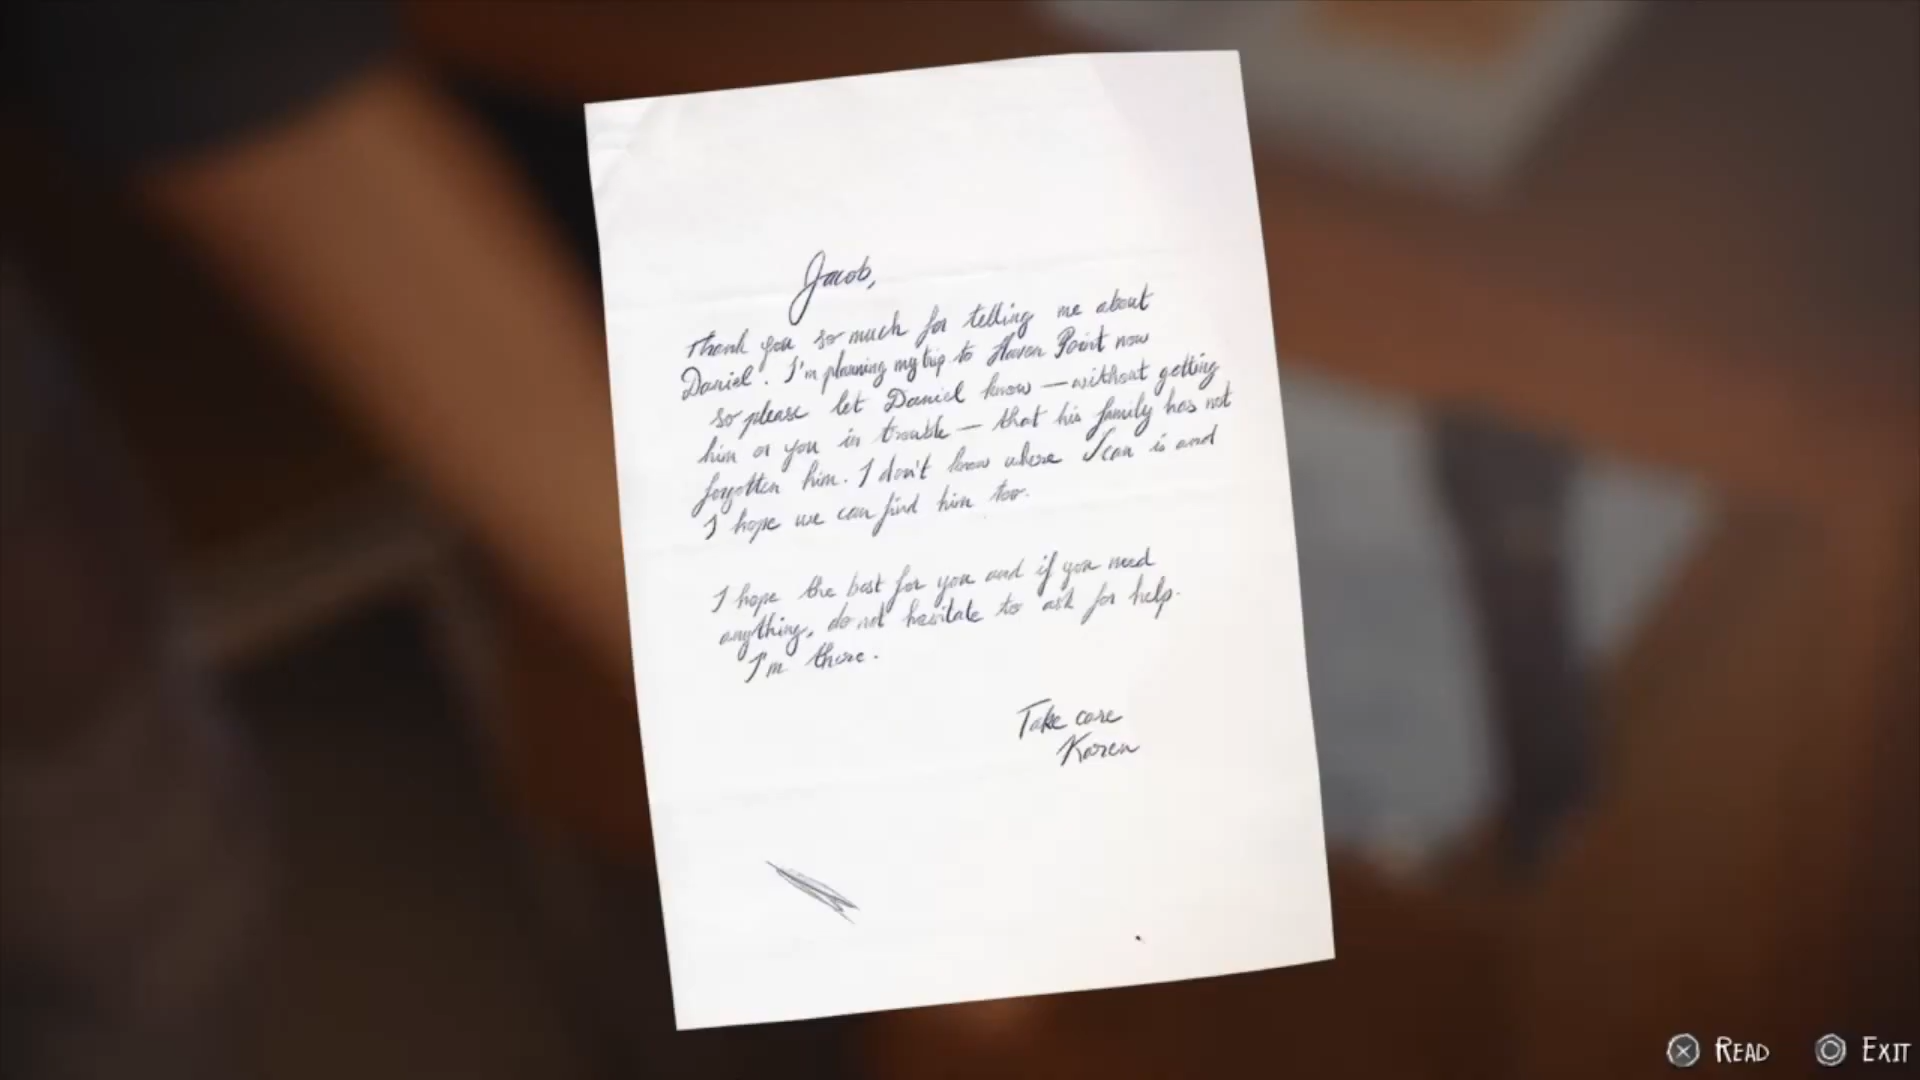 Jacob,
Thank you so much for telling me about
Daniel. I'm planning my trip to Haven Point now
so please let Daniel know — without getting
him or you in trouble — that his family has not
forgotten him. I don't know where Sean is and
I hope we can find him too.
I hope the best for you and if you need
anything, do not hesitate to ask for help.
I'm there.
Take care
Karen
READ EXIT